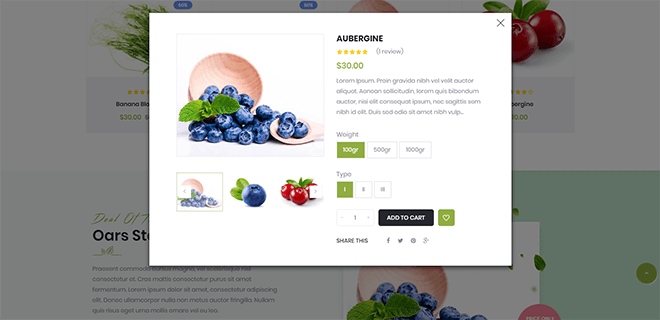 50%
50%
AUBERGINE
(1 review)
$30.00
Lorem Ipsum. Proin gravida nibh vel velit auctor
aliquet. Aenean sollicitudin, lorem quis bibendum
auctor, nisi elit consequat ipsum, nec sagittis sem
nibh id elit. Duis sed odio sit amet nibh vulp..
Weight
100gr 500gr 1000gr
Type
I II III
- 1 +
ADD TO CART
SHARE THIS
Banana
$30.00
Deal Of
Oars
Praesent commodo cursus magna, vel scelerisque nisl
consectetur et. Cras mattis consectetur purus sit amet
fermentum. Lorem ipsum dolor sit amet, consectetur
Donec ullamcorper nulla non metus auctor fringilla. Nullam
quis risus eget urna mollis ornare vel eu leo.
PRICE ONLY